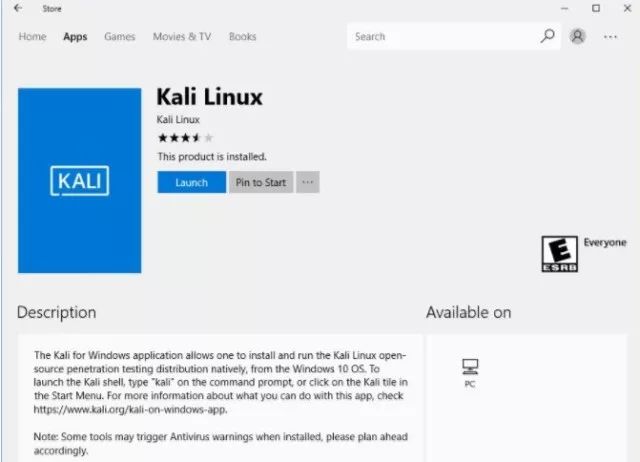 Store
Home Apps Games Movies & TV Books Search
KALI
Kali Linux
Kali Linux
This product is installed.
Launch Pin to Start ...
E
ESRB
Everyone
Description
The Kali for Windows application allows one to install and run the Kali Linux open-
source penetration testing distribution natively, from the Windows 10 OS. To
launch the Kali shell, type "kali" on the command prompt, or click on the Kali tile in
the Start Menu. For more information about what you can do with this app, check
https://www.kali.org/kali-on-windows-app.
Note: Some tools may trigger Antivirus warnings when installed, please plan ahead
accordingly.
Available on
PC